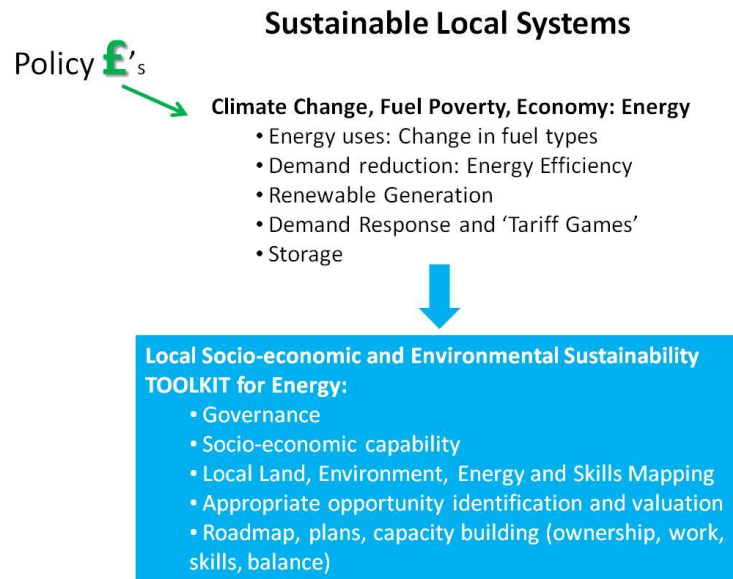 Sustainable Local Systems
Policy £’s
Climate Change, Fuel Poverty, Economy: Energy
• Energy uses: Change in fuel types
• Demand reduction: Energy Efficiency
• Renewable Generation
• Demand Response and ‘Tariff Games’
• Storage
Local Socio-economic and Environmental Sustainability
TOOLKIT for Energy:
• Governance
• Socio-economic capability
• Local Land, Environment, Energy and Skills Mapping
• Appropriate opportunity identification and valuation
• Roadmap, plans, capacity building (ownership, work,
skills, balance)